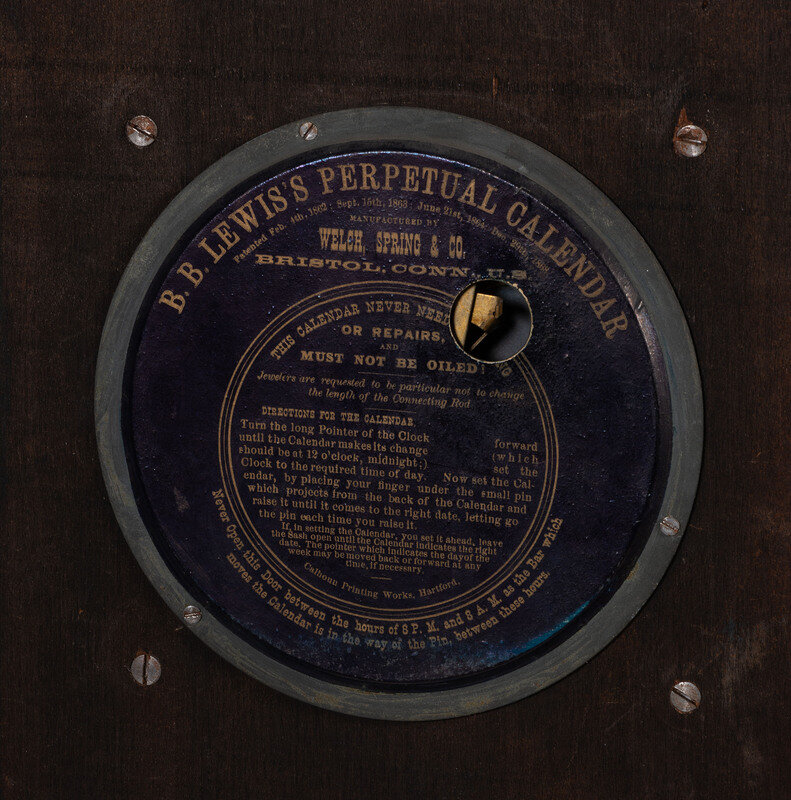 B. B. LEWIS'S PERPETUAL CALENDAR
Patented Feb. 4th, 1862; Sept. 15th, 1863; June 21st, 1864; Dec.
MANUFACTURED BY
WELCH, SPRING & CO.
BRISTOL, CONN., U.S
THIS CALENDAR NEVER
OR REPAIRS,
AND
MUST NOT BE OILED!
Jewelers are requested to be particular not to change
the length of the Connecting Rod
DIRECTIONS FOR THE CALENDAR.
Turn the long Pointer of the Clock forward
until the Calendar makes its change (which
should be at 12 o'clock, midnight;) set the
Clock to the required time of day. Now set the Cal-
endar, by placing your finger under the small pin
which projects from the back of the Calendar and
raise it until it comes to the right date, letting go
the pin each time you raise it.
If, in setting the Calendar, you set it ahead, leave
the Sash open until the Calendar indicates the right
date. The pointer which indicates the day of the
week may be moved back or forward at any
time, if necessary.
Calhoun Printing Works, Hartford.
Never Open this Door between the hours of 8 P. M. and 8 A. M. as the Bar which
moves the Calendar is in the way of the Pin, between these hours.